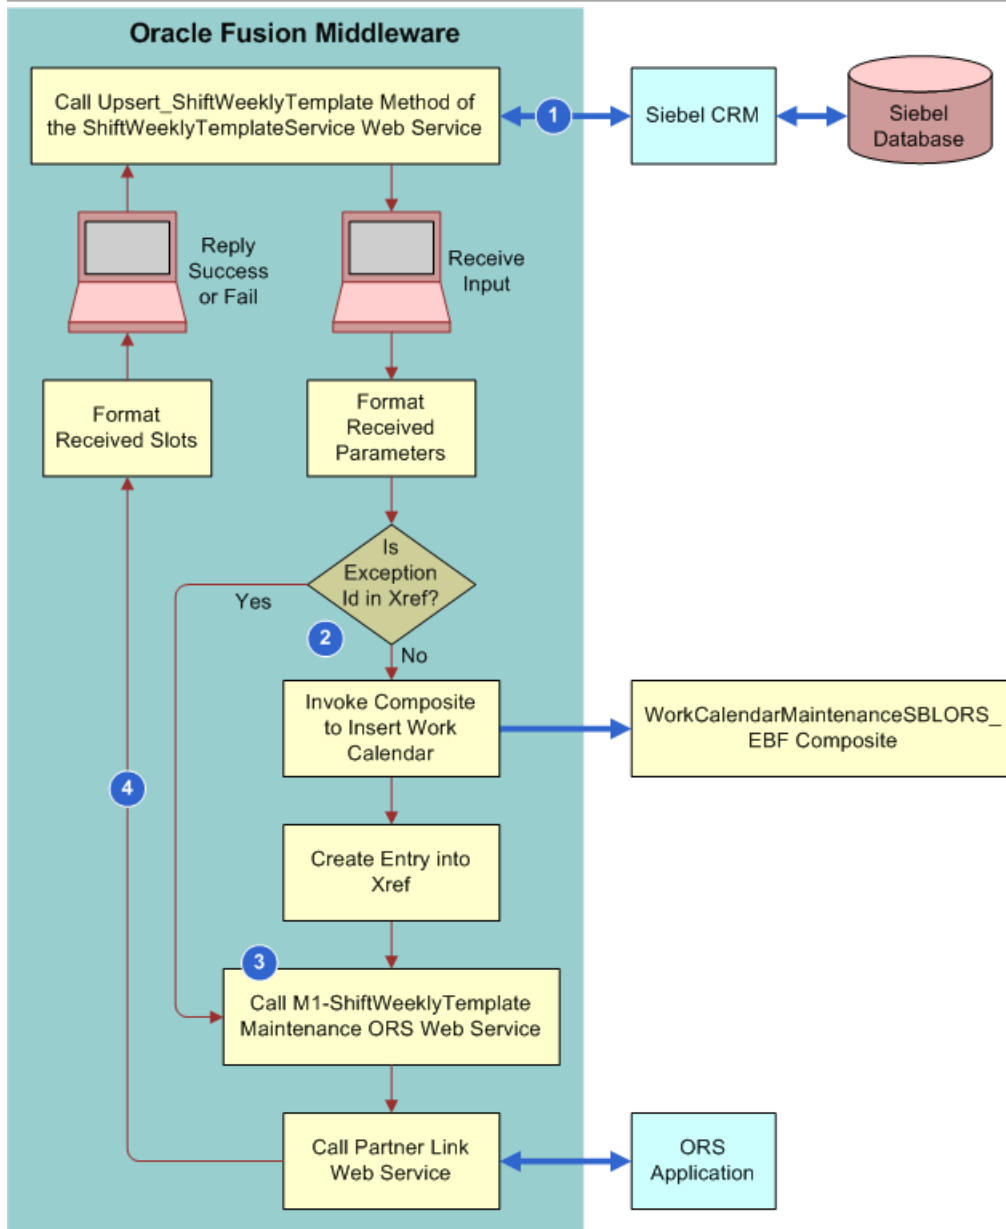 Oracle Fusion Middleware
Call Upsert_ShiftWeeklyTemplate Method of
the ShiftWeeklyTemplateService Web Service
1
Siebel CRM
Siebel
Database
Reply
Success
or Fail
Receive
Input
Format
Received Slots
Format
Received
Parameters
Is
Exception
Id in Xref?
Yes
2
No
Invoke Composite
to Insert Work
Calendar
WorkCalendarMaintenanceSBLORS_
EBF Composite
4
Create Entry into
Xref
3
Call M1-ShiftWeeklyTemplate
Maintenance ORS Web Service
Call Partner Link
Web Service
ORS
Application